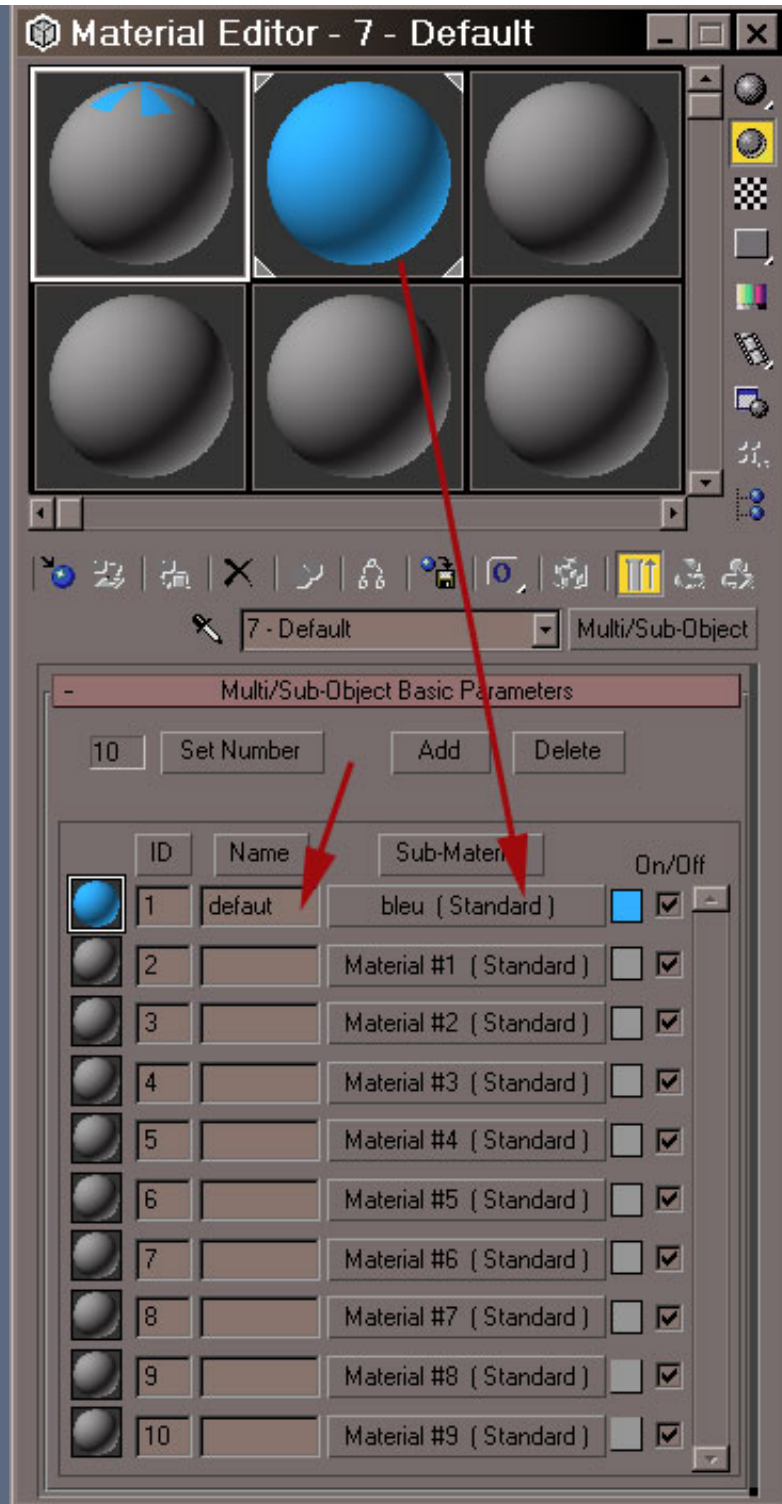 Material Editor - 7 - Default
7 - Default Multi/Sub-Object
- Multi/Sub-Object Basic Parameters
10 Set Number Add Delete
ID Name Sub-Materi On/Off
1 defaut bleu ( Standard )
2 Material #1 ( Standard )
3 Material #2 ( Standard )
4 Material #3 ( Standard )
5 Material #4 ( Standard )
6 Material #5 ( Standard )
7 Material #6 ( Standard )
8 Material #7 ( Standard )
9 Material #8 ( Standard )
10 Material #9 ( Standard )